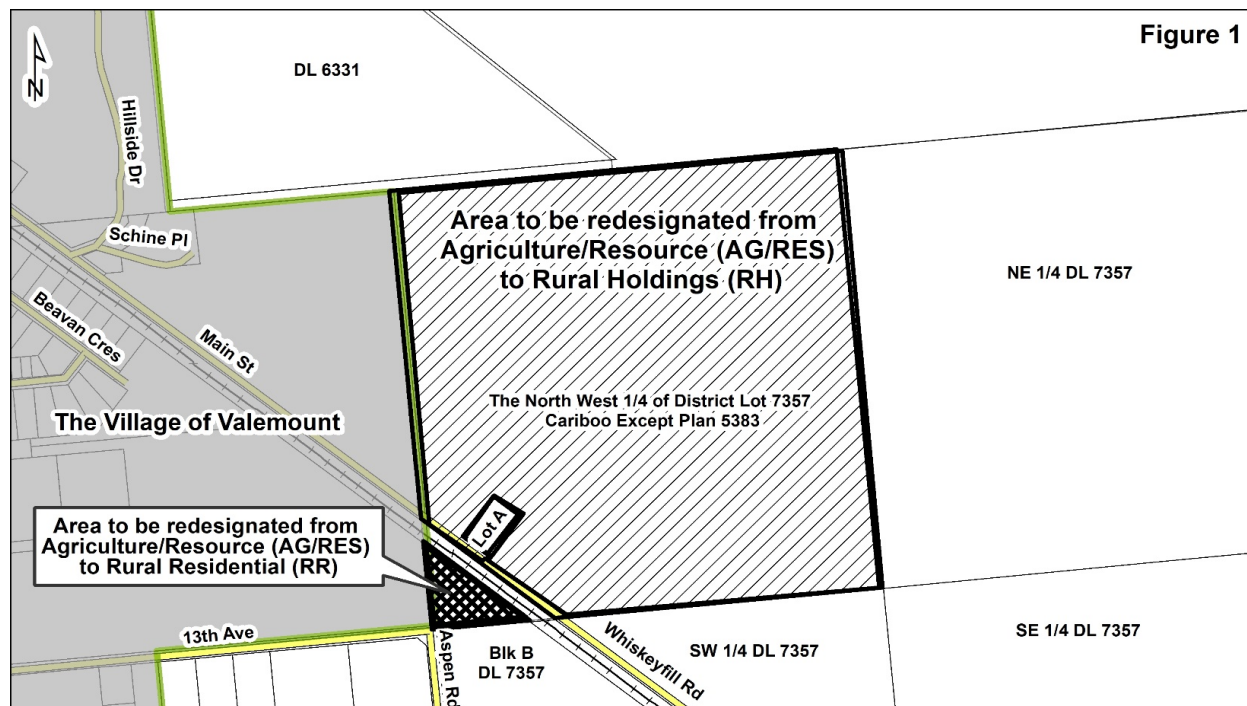 Figure 1
N
DL 6331
Hillside Dr
Schine Pl
Area to be redesignated from
Agriculture/Resource (AG/RES)
to Rural Holdings (RH)
NE 1/4 DL 7357
Beavan Cres
Main St
The North West 1/4 of District Lot 7357
Cariboo Except Plan 5383
The Village of Valemount
Lot A
Area to be redesignated from
Agriculture/Resource (AG/RES)
to Rural Residential (RR)
13th Ave
Aspen Rd
Blk B
DL 7357
Whiskeyfill Rd
SW 1/4 DL 7357
SE 1/4 DL 7357